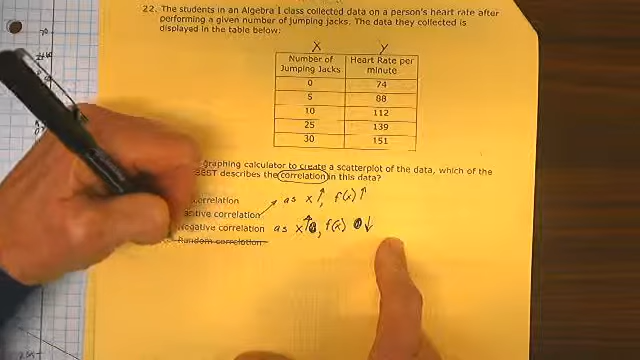 22. The students in an Algebra I class collected data on a person's heart rate after
performing a given number of jumping jacks. The data they collected is
displayed in the table below:
X Y
Number of Jumping Jacks Heart Rate per minute
0 74
5 88
10 112
25 139
30 151
graphing calculator to create a scatterplot of the data, which of the
BEST describes the correlation in this data?
correlation as x ↑, f(x) ↑
correlation
Negative correlation as x ↑, f(x) ↓
Random correlation